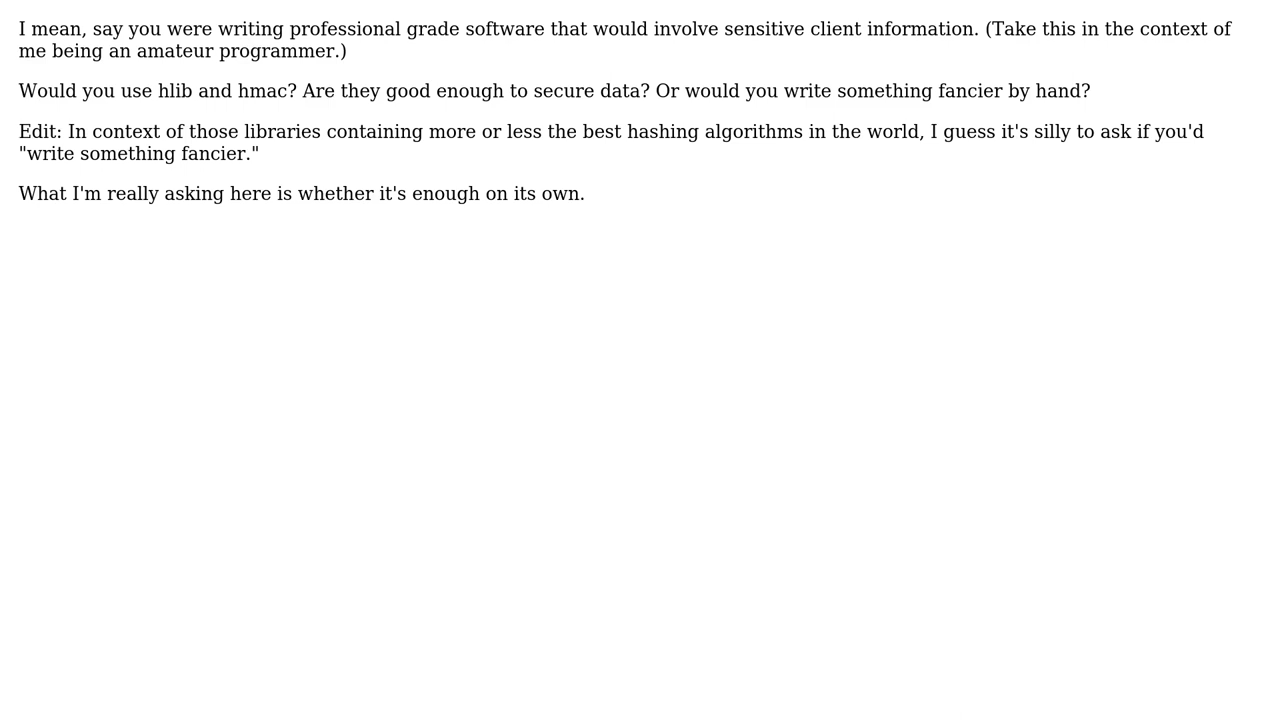 I mean, say you were writing professional grade software that would involve sensitive client information. (Take this in the context of
me being an amateur programmer.)
Would you use hlib and hmac? Are they good enough to secure data? Or would you write something fancier by hand?
Edit: In context of those libraries containing more or less the best hashing algorithms in the world, I guess it's silly to ask if you'd
"write something fancier."
What I'm really asking here is whether it's enough on its own.